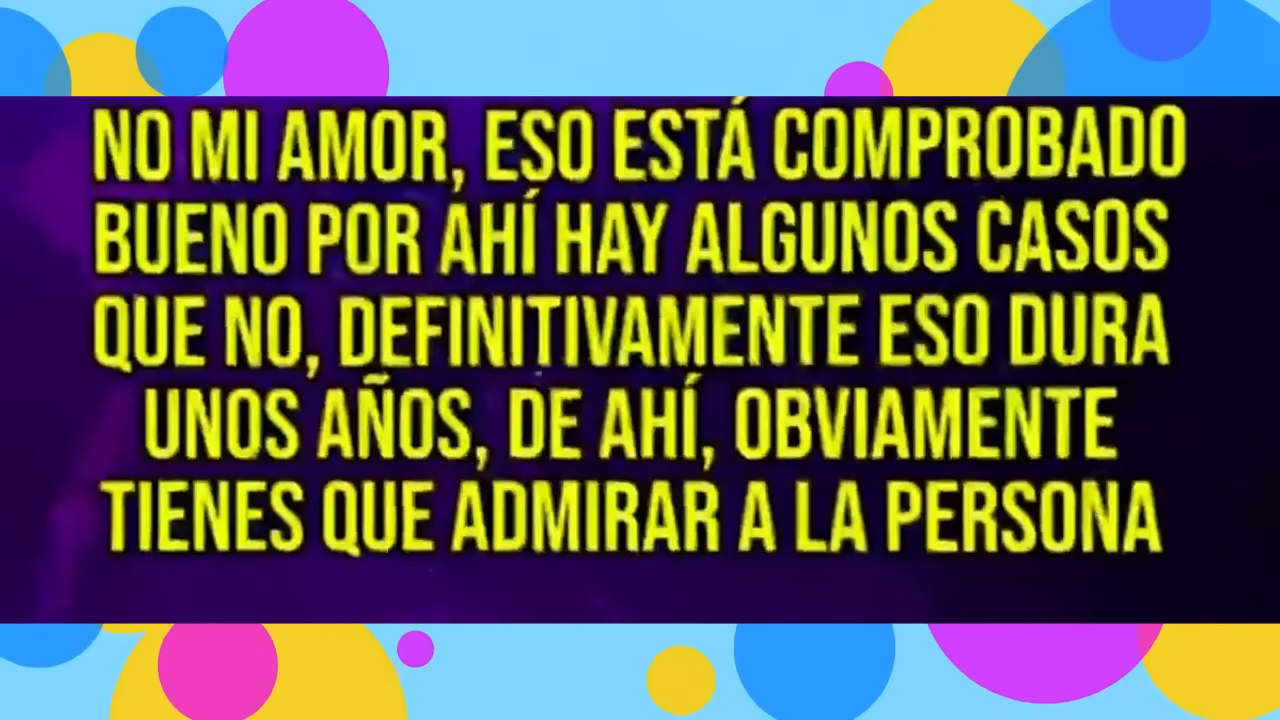 NO MI AMOR, ESO ESTÁ COMPROBADO
BUENO POR AHÍ HAY ALGUNOS CASOS
QUE NO, DEFINITIVAMENTE ESO DURA
UNOS AÑOS, DE AHÍ, OBVIAMENTE
TIENES QUE ADMIRAR A LA PERSONA